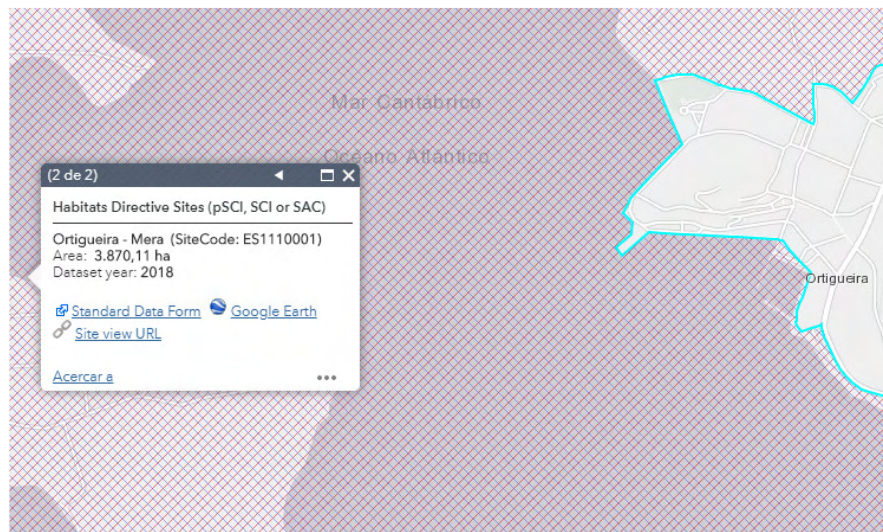 Mar Cantábrico
Océano Atlántico
(2 de 2)
Habitats Directive Sites (pSCI, SCI or SAC)
Ortigueira - Mera (SiteCode: ES1110001)
Area: 3.870,11 ha
Dataset year: 2018
Standard Data Form Google Earth
Site view URL
Acercar a
Ortigueira